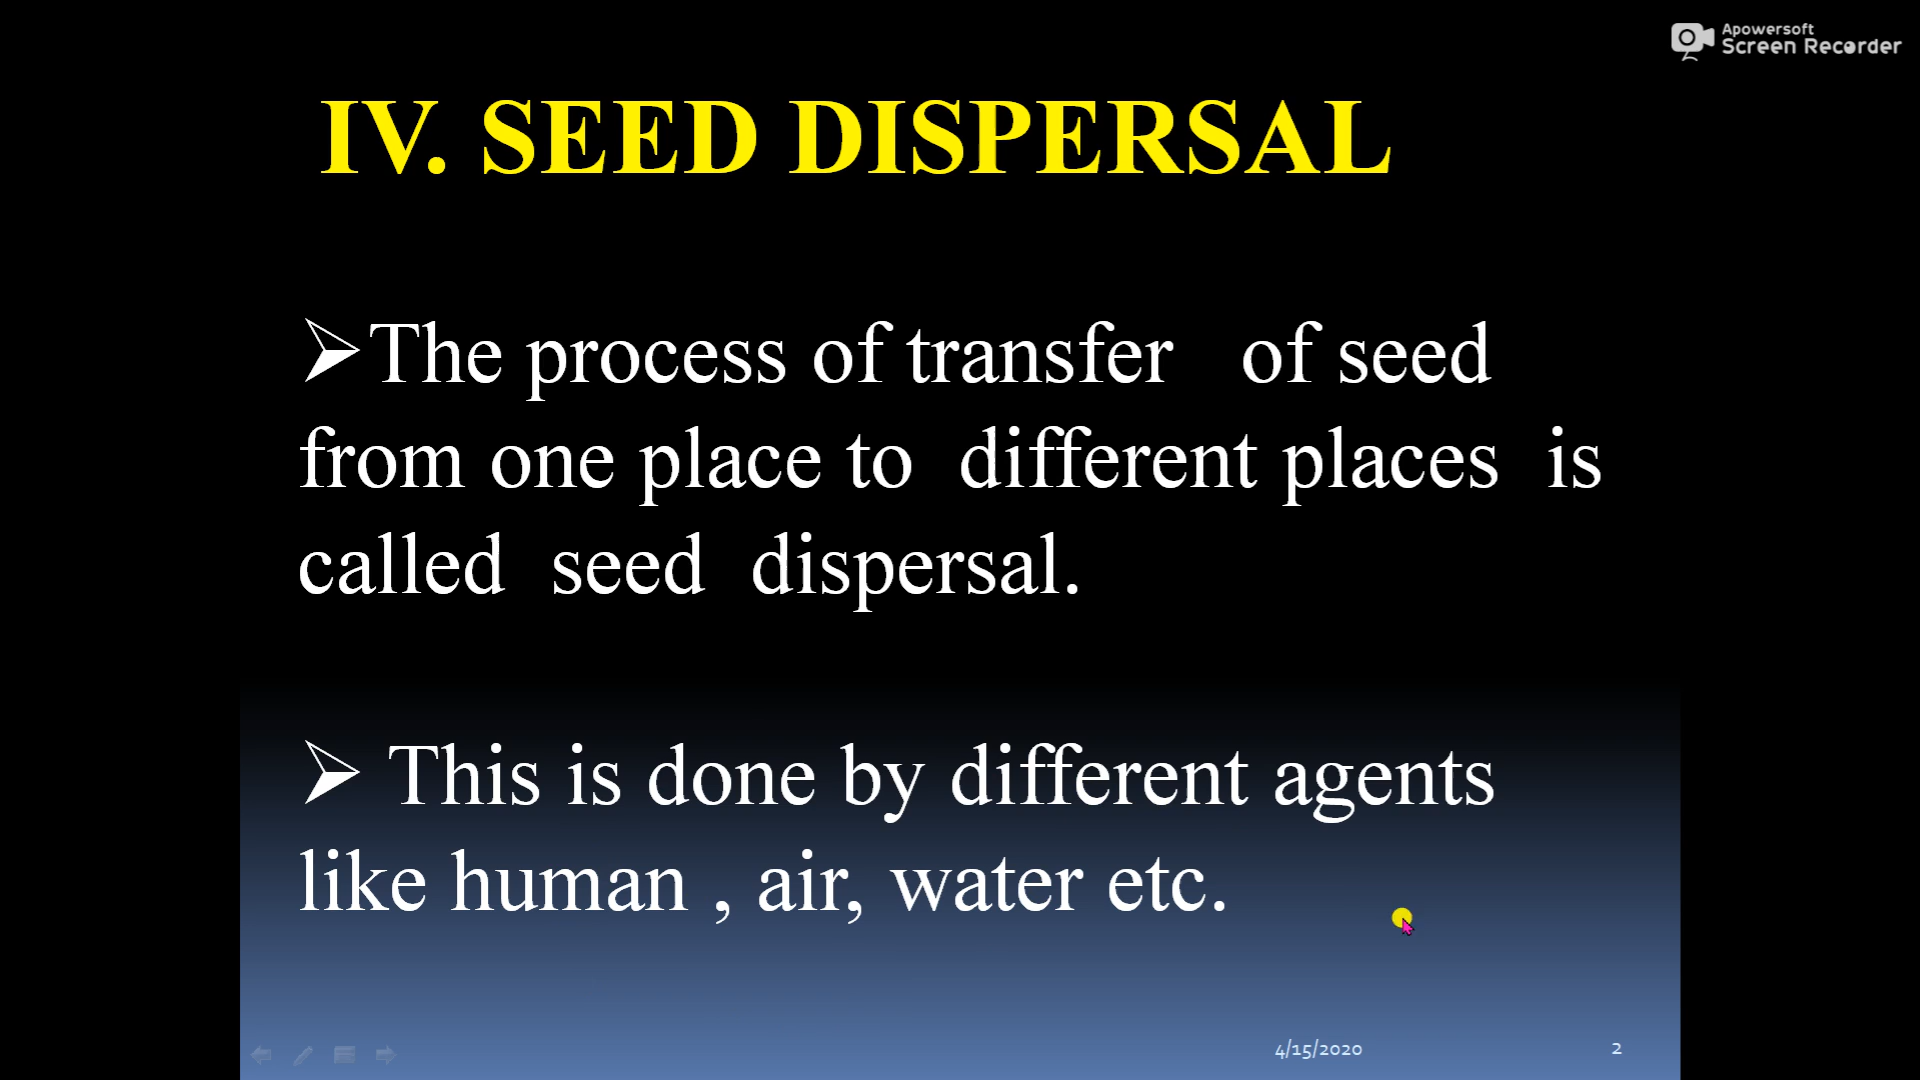 Apowersoft
Screen Recorder
IV. SEED DISPERSAL
➢The process of transfer of seed
from one place to different places is
called seed dispersal.
➢ This is done by different agents
like human , air, water etc.
4/15/2020
2